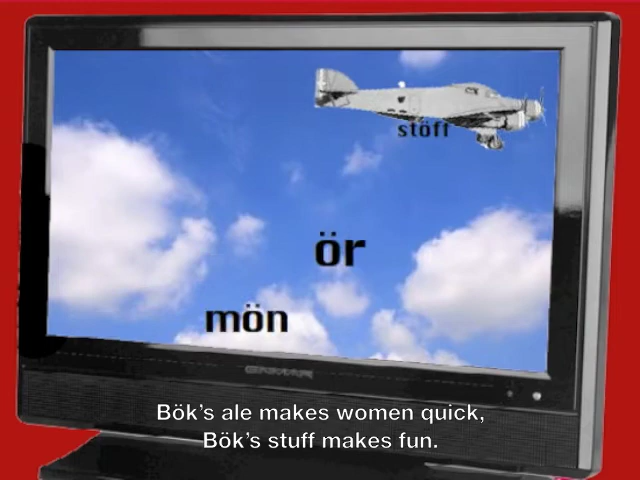 stöff
ör
mön
Bök's ale makes women quick,
Bök's stuff makes fun.